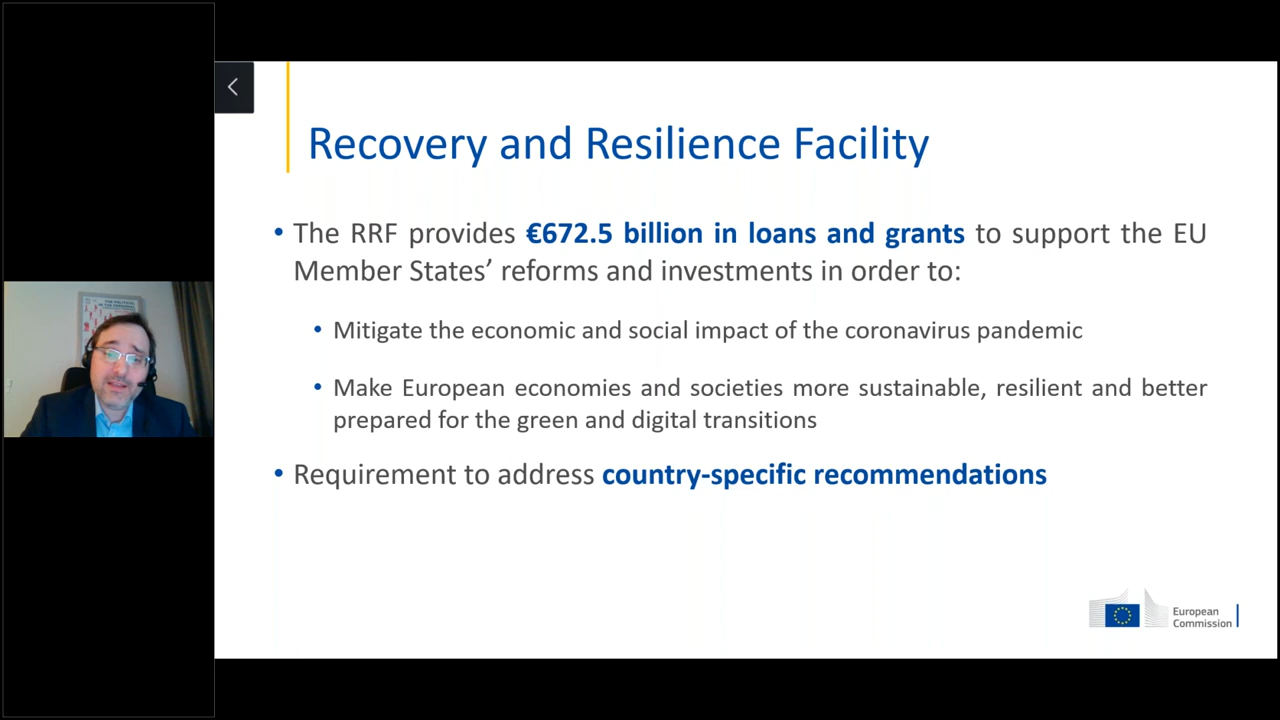 Recovery and Resilience Facility
• The RRF provides €672.5 billion in loans and grants to support the EU
Member States’ reforms and investments in order to:
• Mitigate the economic and social impact of the coronavirus pandemic
• Make European economies and societies more sustainable, resilient and better
prepared for the green and digital transitions
• Requirement to address country-specific recommendations
European
Commission